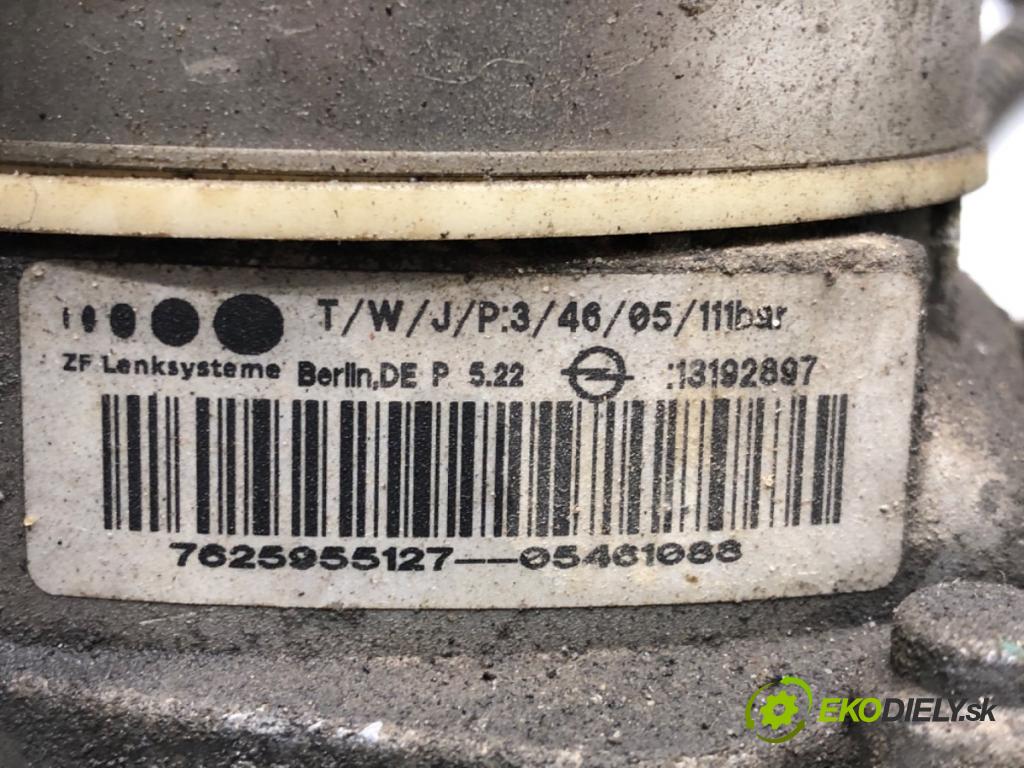 T/W/J/P:3/46/05/111bar
ZF Lenksysteme Berlin,DE P 5.22 :13192897
7625955127--05461088
EKODIELY.sk